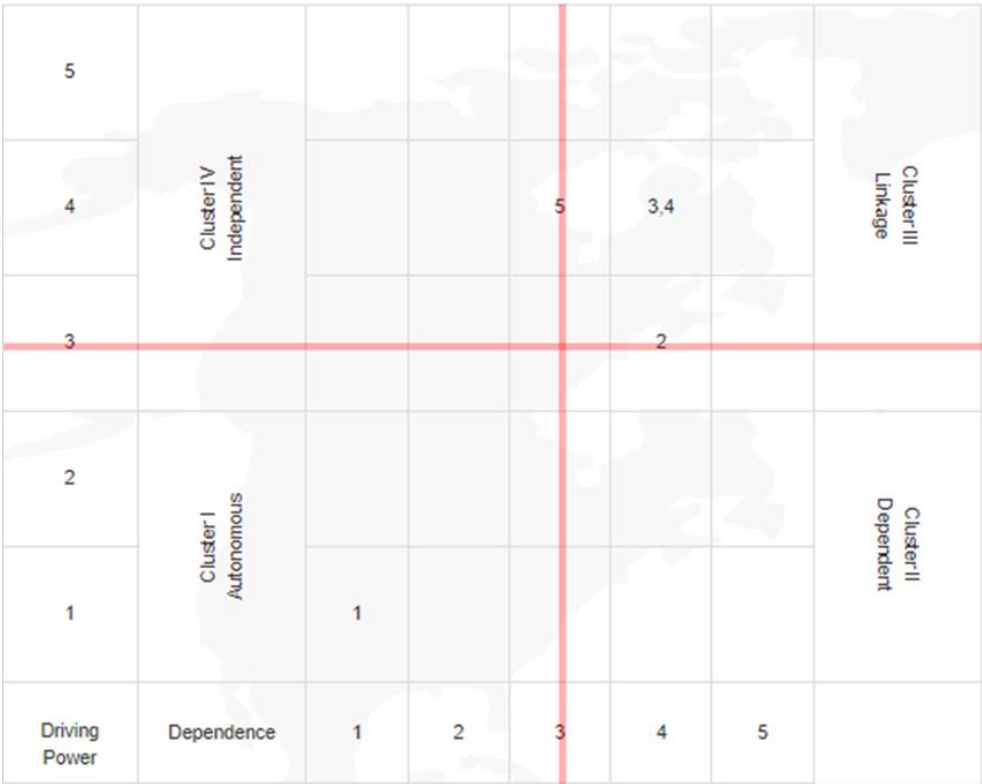 5
Cluster IV
Independent
Cluster III
Linkage
4
5
3,4
3
2
2
Cluster I
Autonomous
Cluster II
Dependent
1
1
Driving
Power
Dependence
1
2
3
4
5